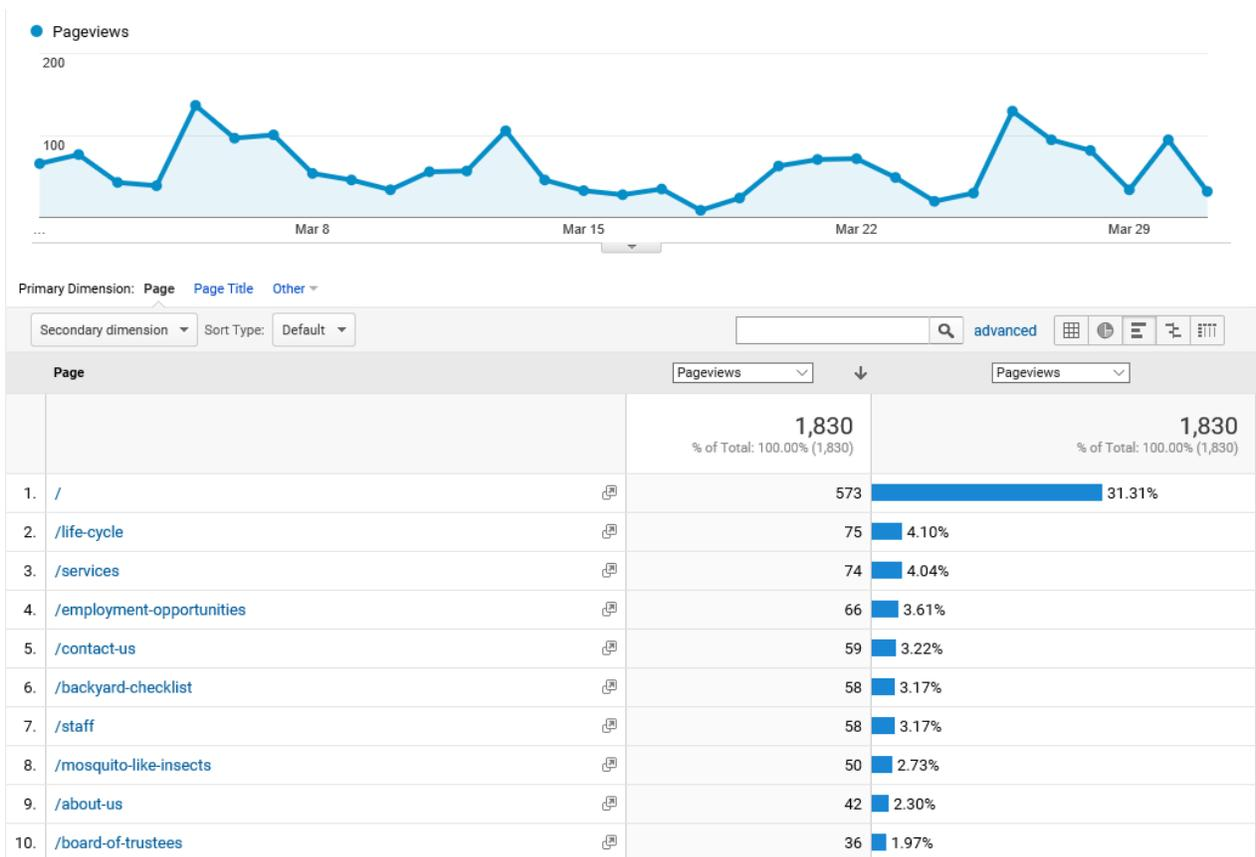 Pageviews
200
100
... Mar 8 Mar 15 Mar 22 Mar 29
Primary Dimension: Page Page Title Other
Secondary dimension Sort Type: Default advanced
Page Pageviews Pageviews
1,830 1,830
% of Total: 100.00% (1,830) % of Total: 100.00% (1,830)
1. / 573 31.31%
2. /life-cycle 75 4.10%
3. /services 74 4.04%
4. /employment-opportunities 66 3.61%
5. /contact-us 59 3.22%
6. /backyard-checklist 58 3.17%
7. /staff 58 3.17%
8. /mosquito-like-insects 50 2.73%
9. /about-us 42 2.30%
10. /board-of-trustees 36 1.97%